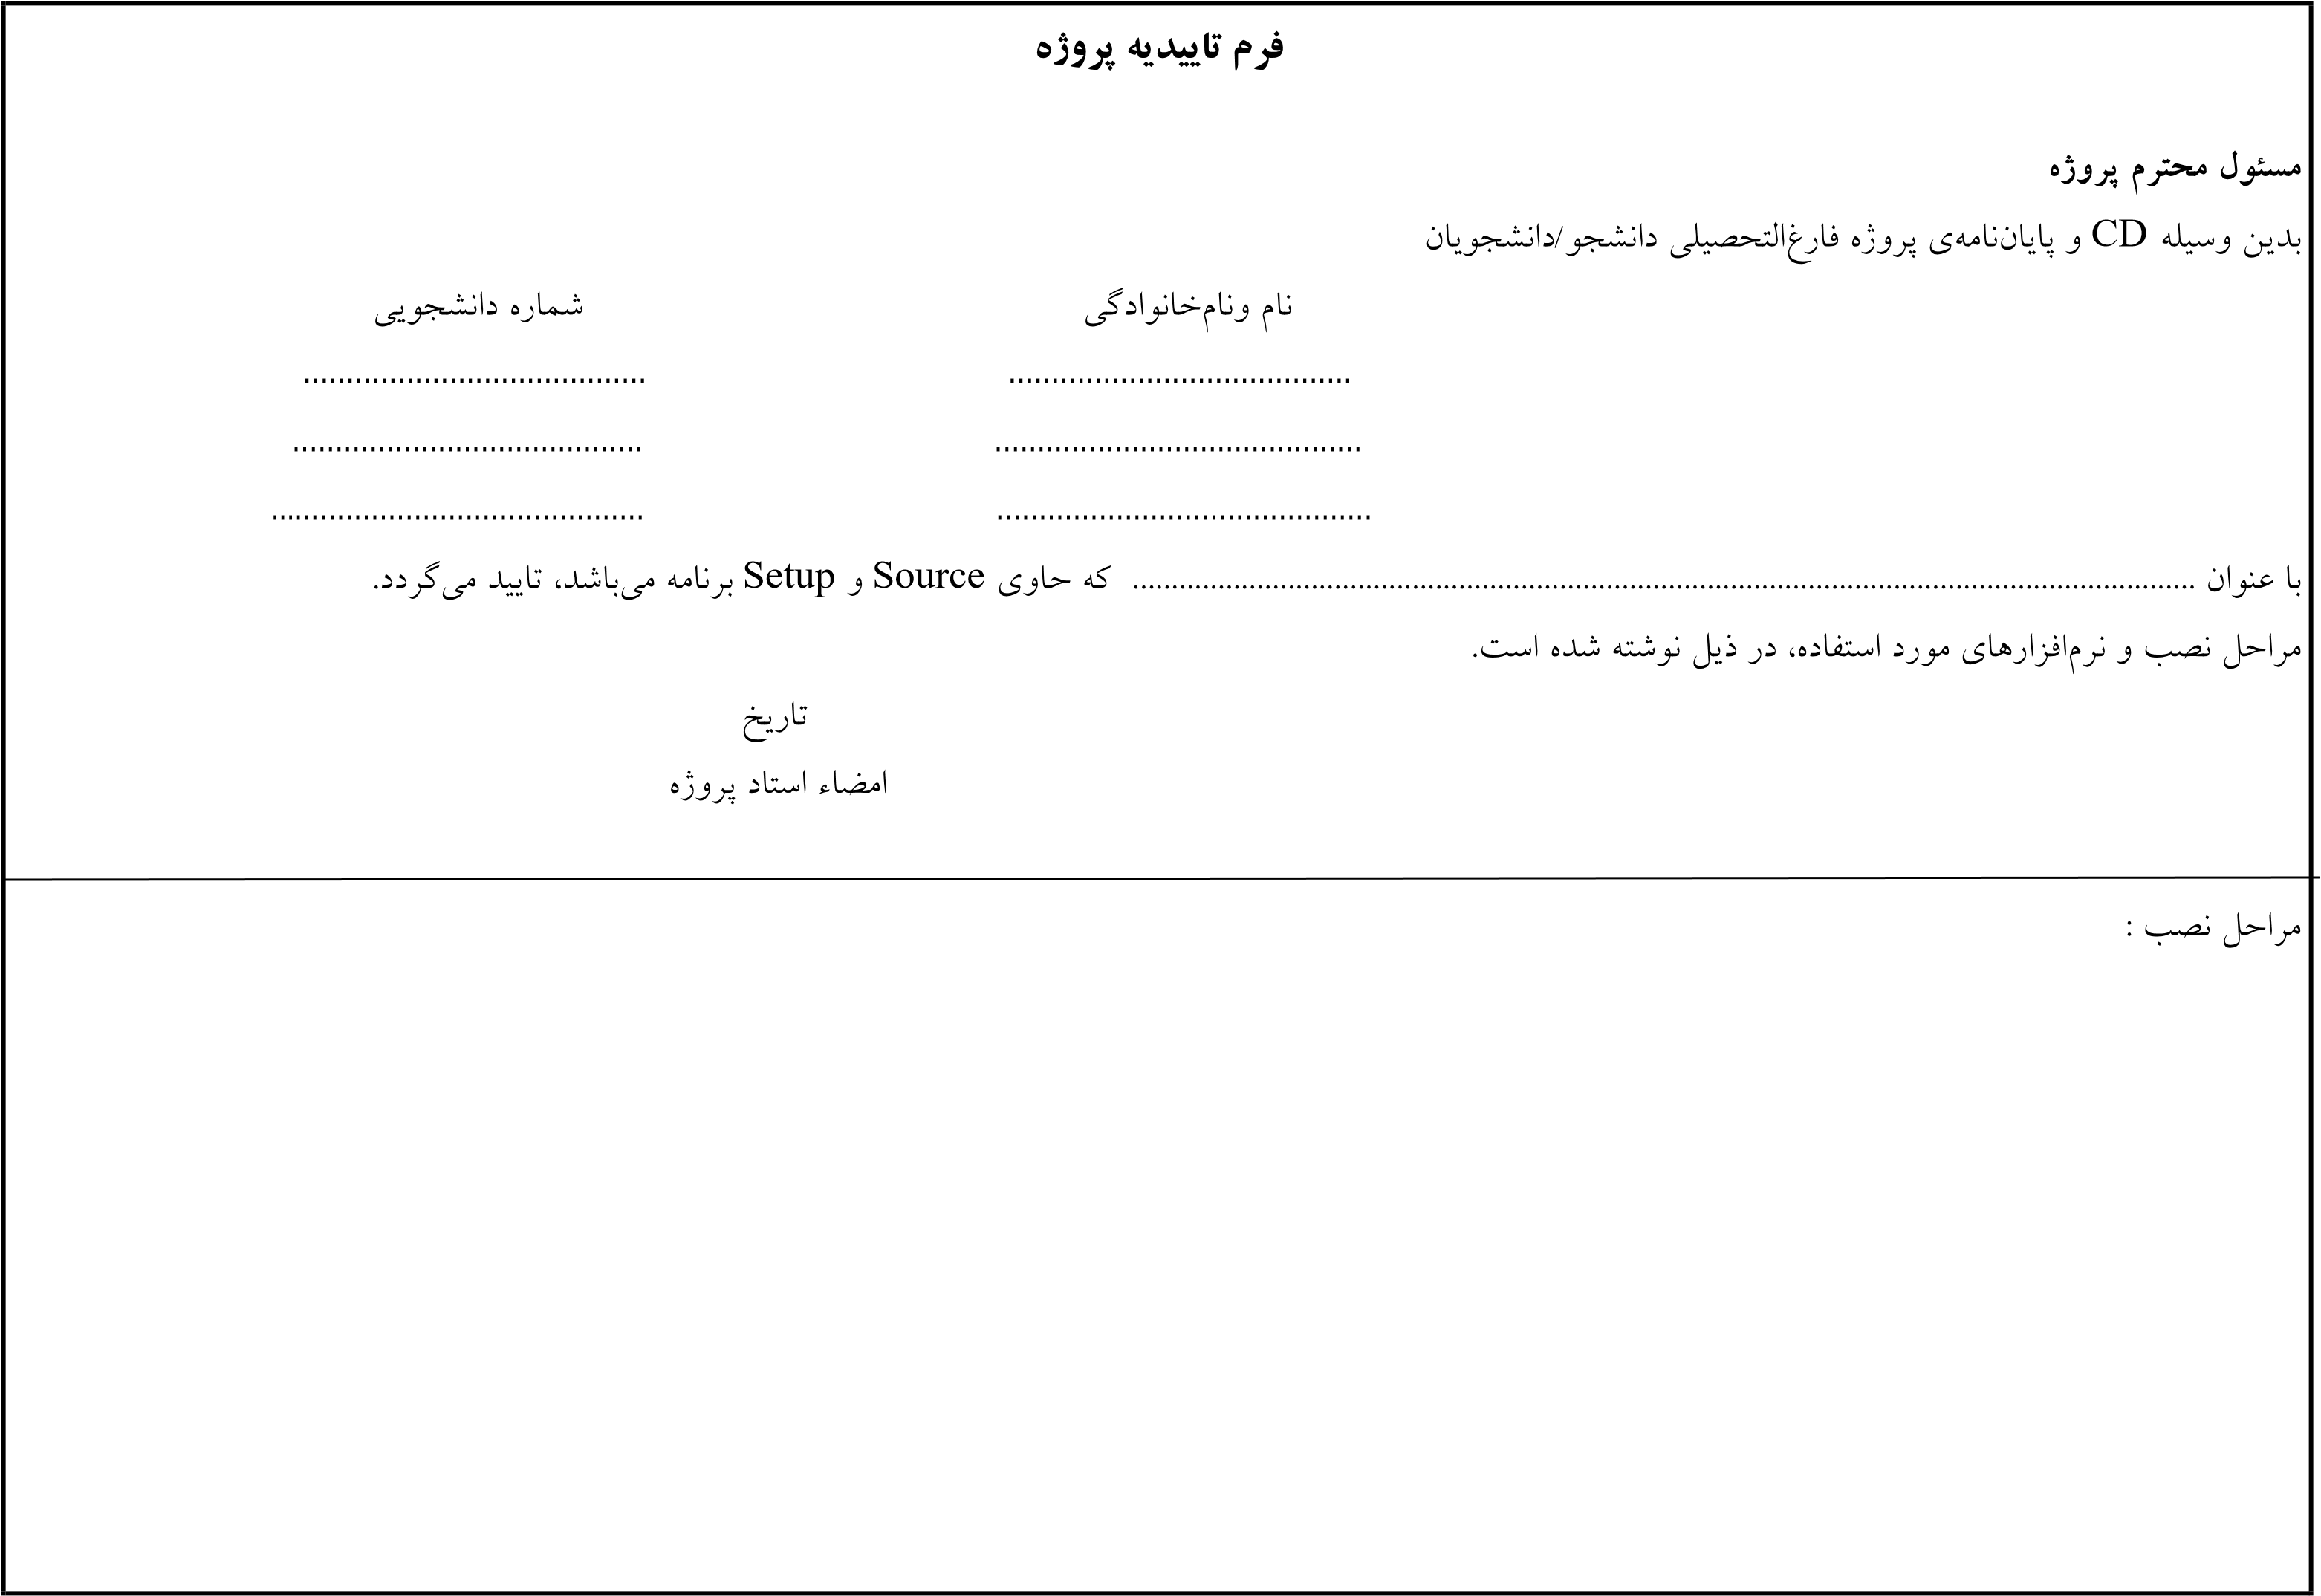 فرم تاییدیه پروژه
مسئول محترم پروژه
بدین وسیله CD و پایان‌نامه‌ی پروژه فارغ‌التحصیلی دانشجو/دانشجویان
نام ونام‌خانوادگی شماره دانشجویی
........................................ ........................................
.......................................... .........................................
........................................... ...........................................
با عنوان ........................................................................................................................................ که حاوی Source و Setup برنامه می‌باشد، تایید می‌گردد.
مراحل نصب و نرم‌افزارهای مورد استفاده، در ذیل نوشته شده است.
تاریخ
امضاء استاد پروژه
مراحل نصب :